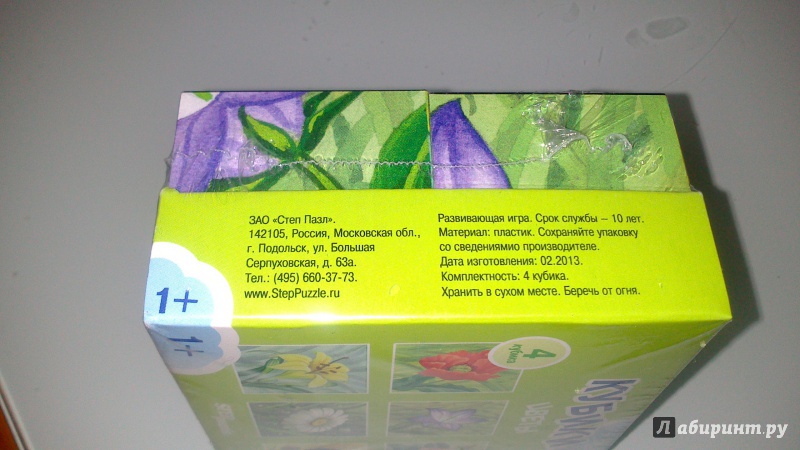 ЗАО «Степ Пазл».
142105, Россия, Московская обл.,
г. Подольск, ул. Большая
Серпуховская, д. 63а.
Тел.: (495) 660-37-73.
www.StepPuzzle.ru
Развивающая игра. Срок службы – 10 лет.
Материал: пластик. Сохраняйте упаковку
со сведениямио производителе.
Дата изготовления: 02.2013.
Комплектность: 4 кубика.
Хранить в сухом месте. Беречь от огня.
1+
1+
4
кубика
КУБИКИ
Лабиринт.ру